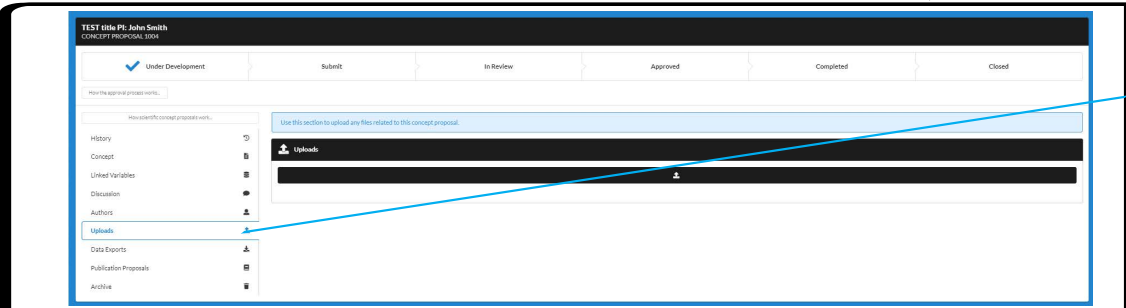 TEST title PI: John Smith
CONCEPT PROPOSAL 1004
Under Development
Submit
In Review
Approved
Completed
Closed
How the approval process works...
How scientific concept proposals work...
Use this section to upload any files related to this concept proposal.
History
Uploads
Concept
Linked Variables
Discussion
Authors
Uploads
Data Exports
Publication Proposals
Archive